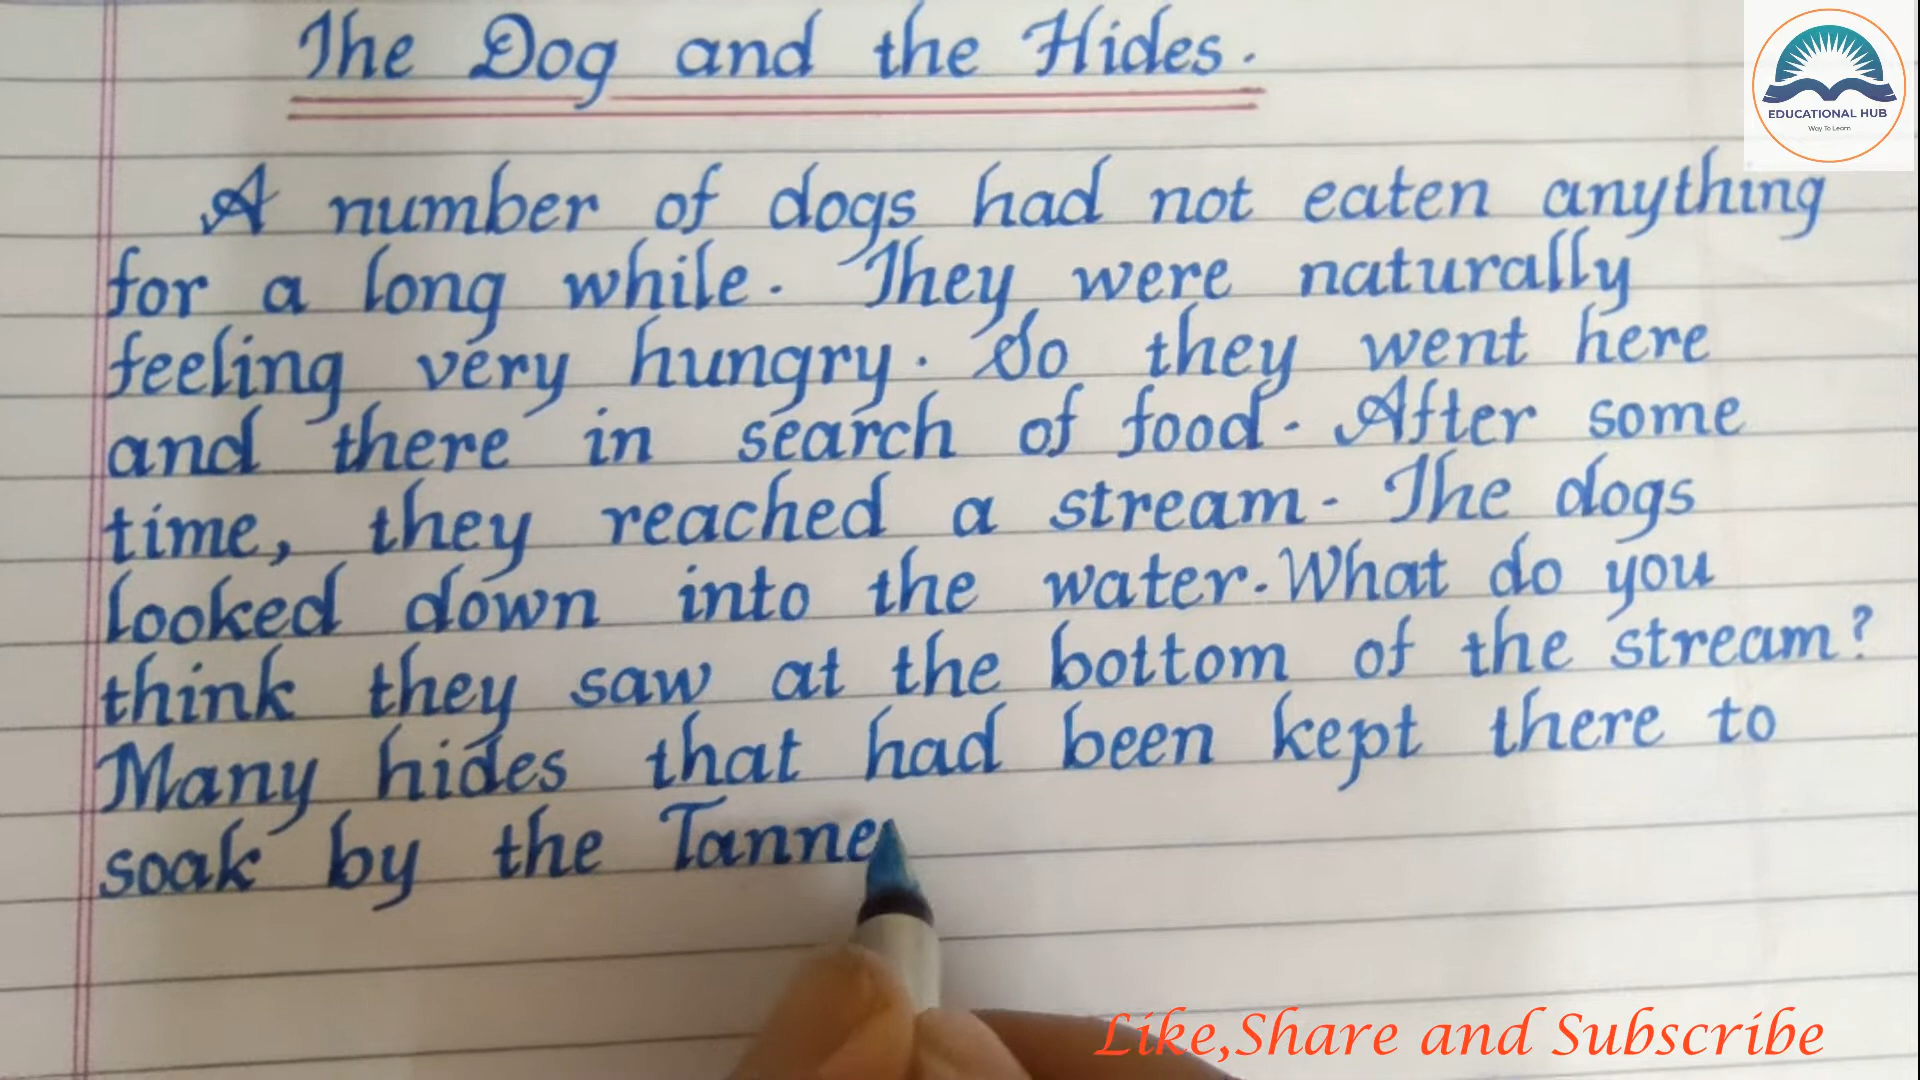 The Dog and the Hides.
EDUCATIONAL HUB
Way To Learn
A number of dogs had not eaten anything
for a long while. They were naturally
feeling very hungry. So they went here
and there in search of food. After some
time, they reached a stream. The dogs
looked down into the water. What do you
think they saw at the bottom of the stream?
Many hides that had been kept there to
soak by the Tanne
Like,Share and Subscribe